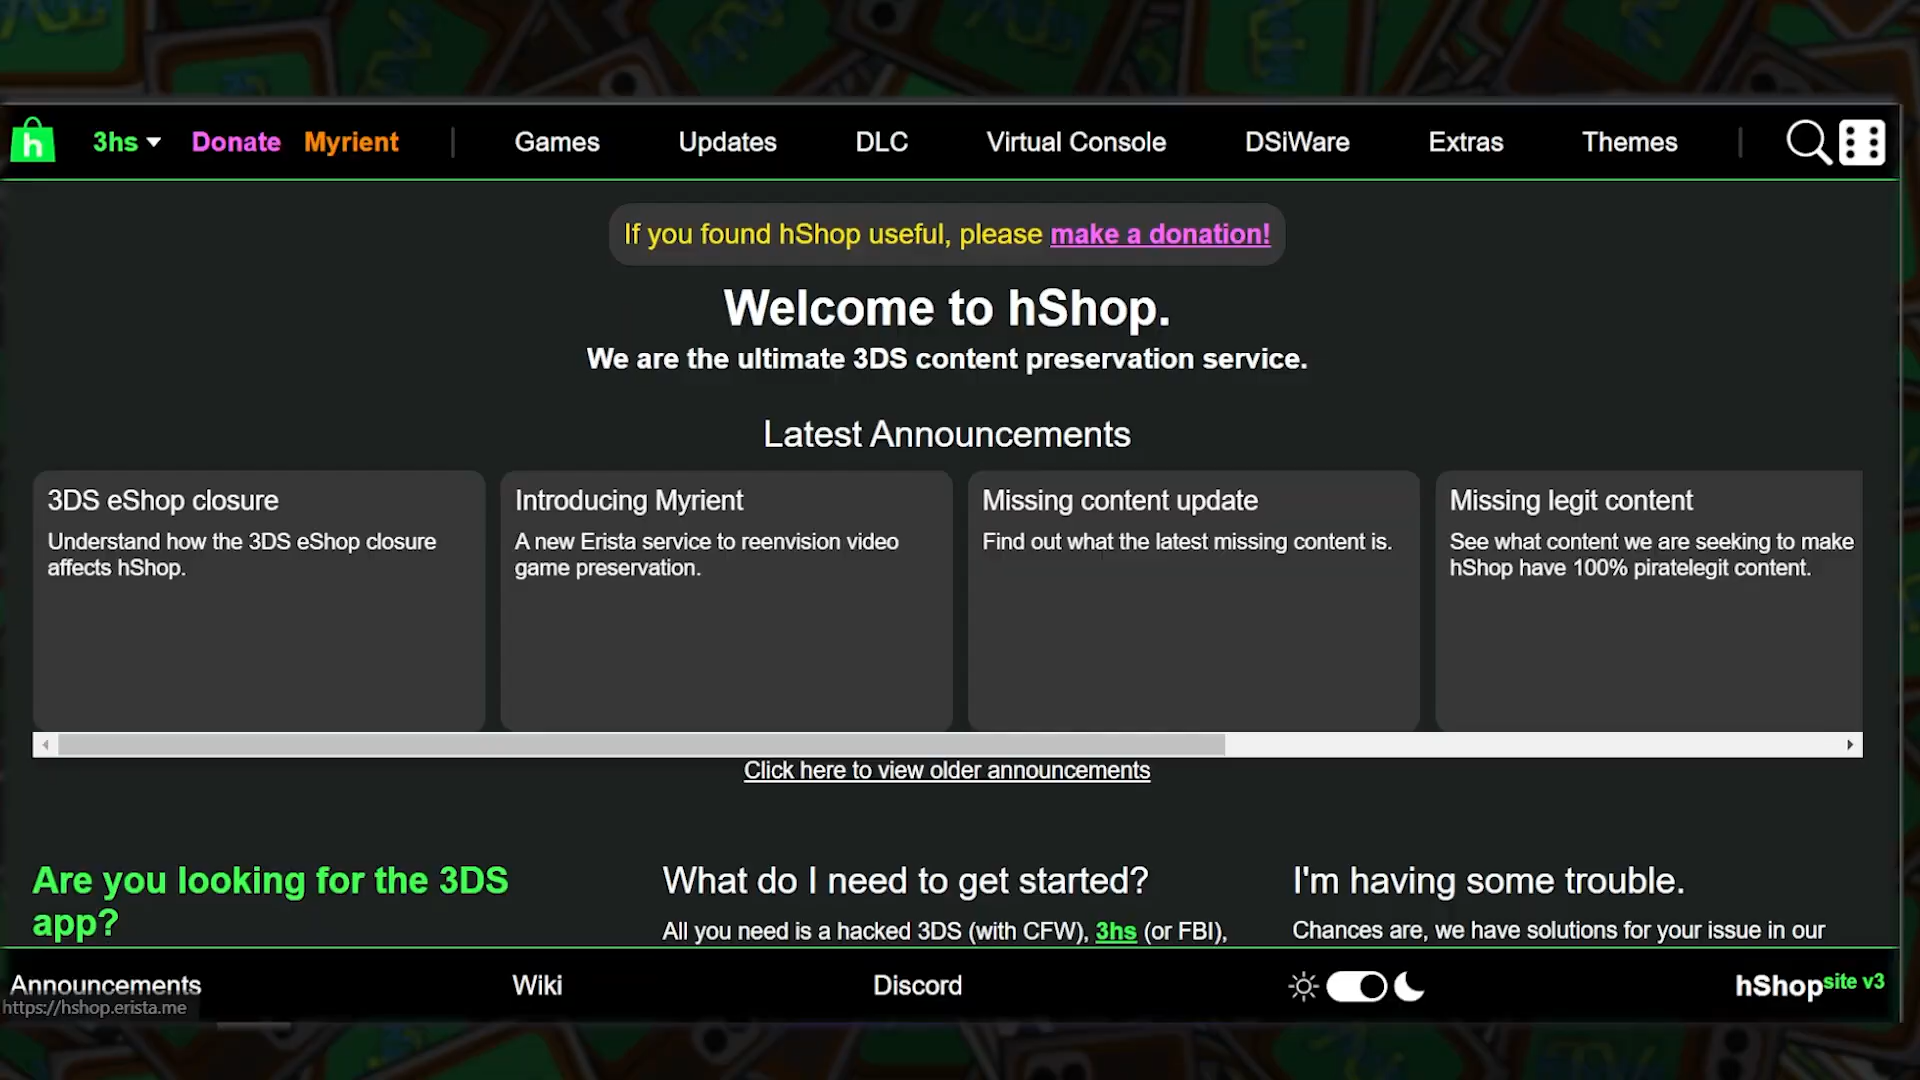 h
3hs
Donate
Myrient
Games
Updates
DLC
Virtual Console
DSiWare
Extras
Themes
If you found hShop useful, please make a donation!
Welcome to hShop.
We are the ultimate 3DS content preservation service.
Latest Announcements
3DS eShop closure
Understand how the 3DS eShop closure
affects hShop.
Introducing Myrient
A new Erista service to reenvision video
game preservation.
Missing content update
Find out what the latest missing content is.
Missing legit content
See what content we are seeking to make
hShop have 100% piratelegit content.
Click here to view older announcements
Are you looking for the 3DS
app?
What do I need to get started?
All you need is a hacked 3DS (with CFW), 3hs (or FBI),
I'm having some trouble.
Chances are, we have solutions for your issue in our
Announcements
Wiki
Discord
hShop site v3
https://hshop.erista.me